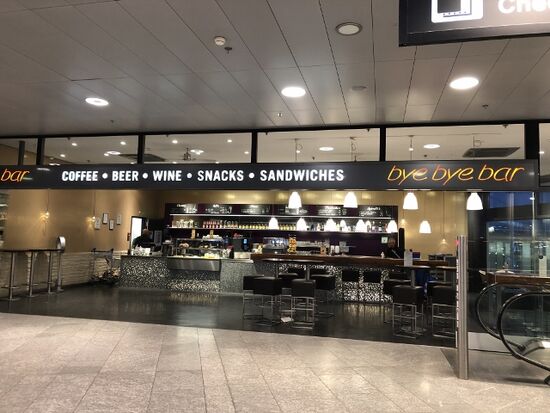 Che
bar COFFEE • BEER • WINE • SNACKS • SANDWICHES bye bye bar